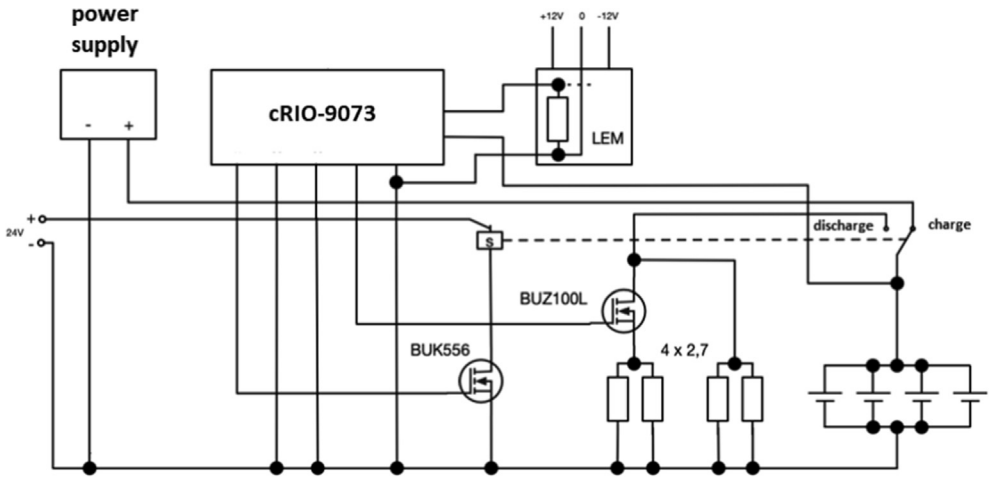 power
supply
- +
cRIO-9073
+12V 0 -12V
LEM
+
24V
-
S
discharge
charge
BUZ100L
BUK556
4 x 2,7